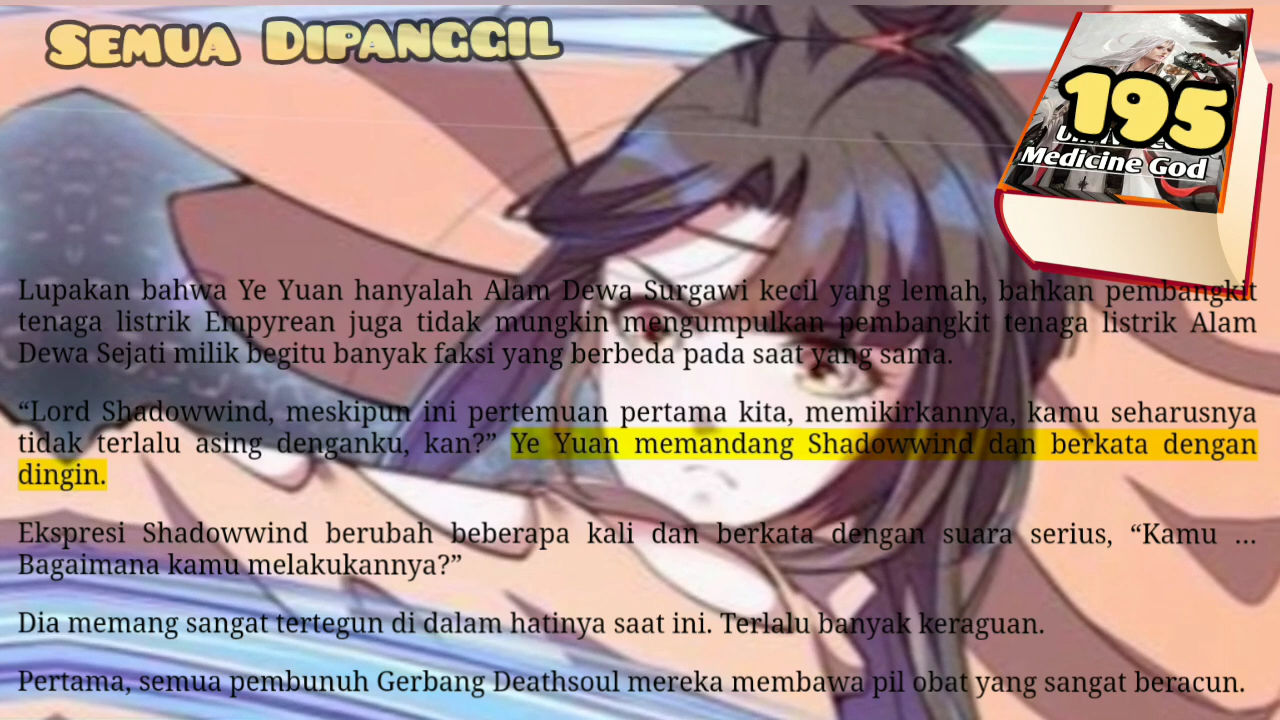 Semua Dipanggil
195
Medicine God
Lupakan bahwa Ye Yuan hanyalah Alam Dewa Surgawi kecil yang lemah, bahkan pembangkit
tenaga listrik Empyrean juga tidak mungkin mengumpulkan pembangkit tenaga listrik Alam
Dewa Sejati milik begitu banyak faksi yang berbeda pada saat yang sama.
“Lord Shadowwind, meskipun ini pertemuan pertama kita, memikirkannya, kamu seharusnya
tidak terlalu asing denganku, kan?” Ye Yuan memandang Shadowwind dan berkata dengan
dingin.
Ekspresi Shadowwind berubah beberapa kali dan berkata dengan suara serius, “Kamu ...
Bagaimana kamu melakukannya?”
Dia memang sangat tertegun di dalam hatinya saat ini. Terlalu banyak keraguan.
Pertama, semua pembunuh Gerbang Deathsoul mereka membawa pil obat yang sangat beracun.